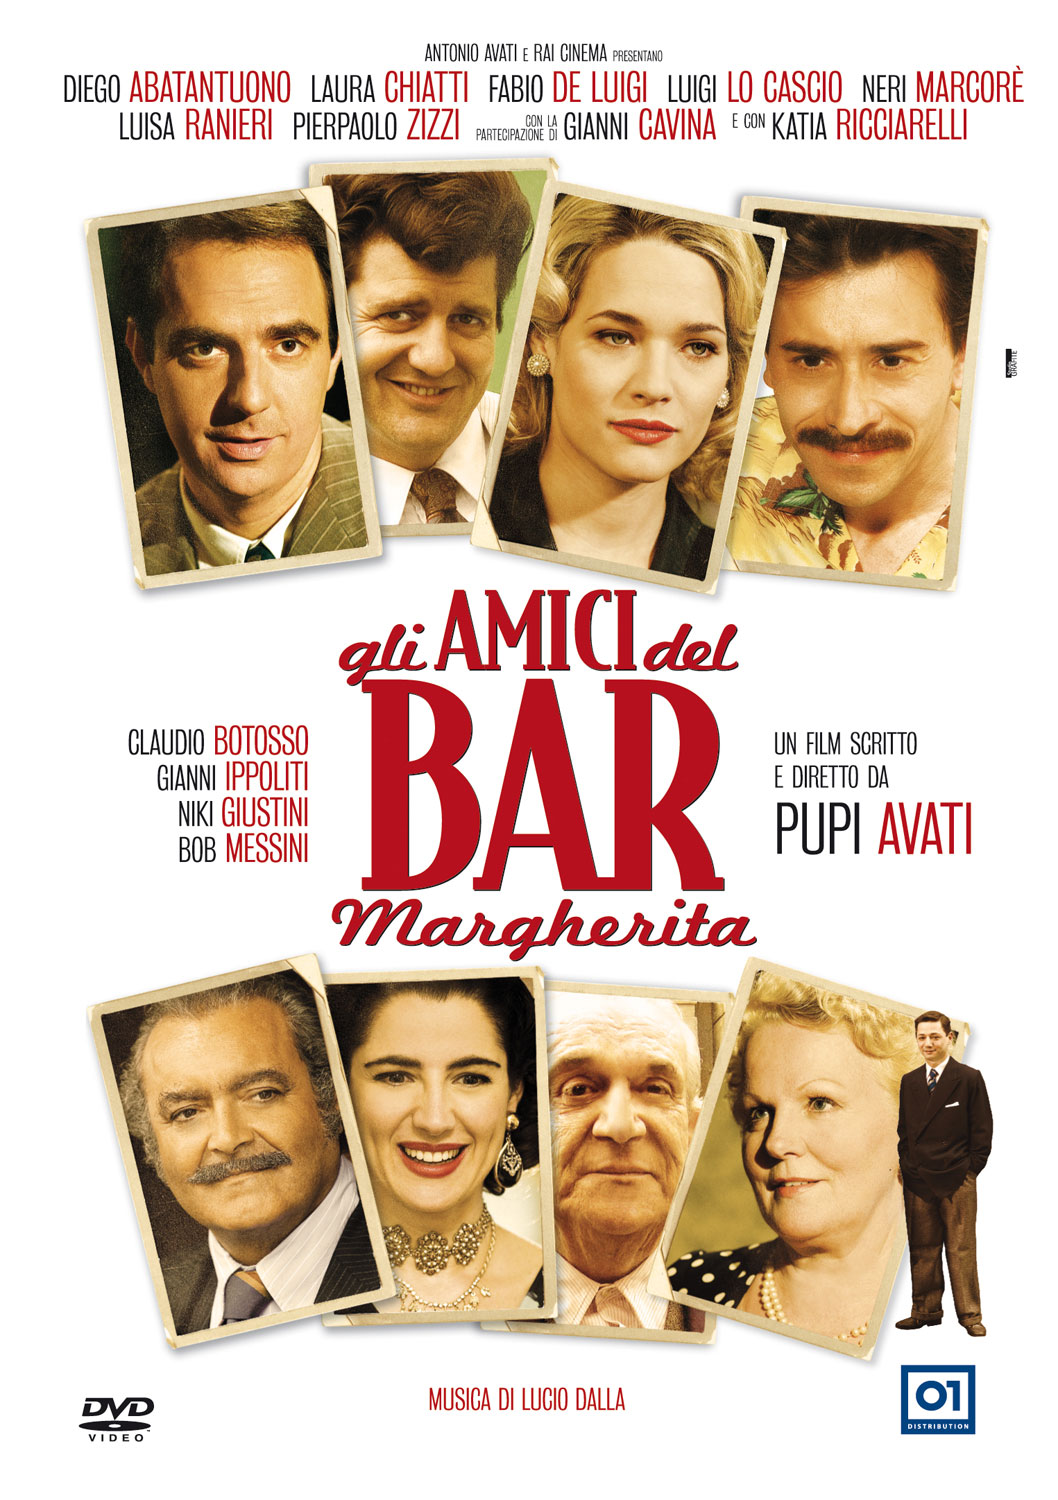 ANTONIO AVATI E RAI CINEMA PRESENTANO
DIEGO ABATANTUONO LAURA CHIATTI FABIO DE LUIGI LUIGI LO CASCIO NERI MARCORÈ
LUISA RANIERI PIERPAOLO ZIZZI CON LA PARTECIPAZIONE DI GIANNI CAVINA E CON KATIA RICCIARELLI
GRAFITE
gli AMICI del
BAR
Margherita
CLAUDIO BOTOSSO
GIANNI IPPOLITI
NIKI GIUSTINI
BOB MESSINI
UN FILM SCRITTO
E DIRETTO DA
PUPI AVATI
MUSICA DI LUCIO DALLA
DVD
VIDEO
01
DISTRIBUTION